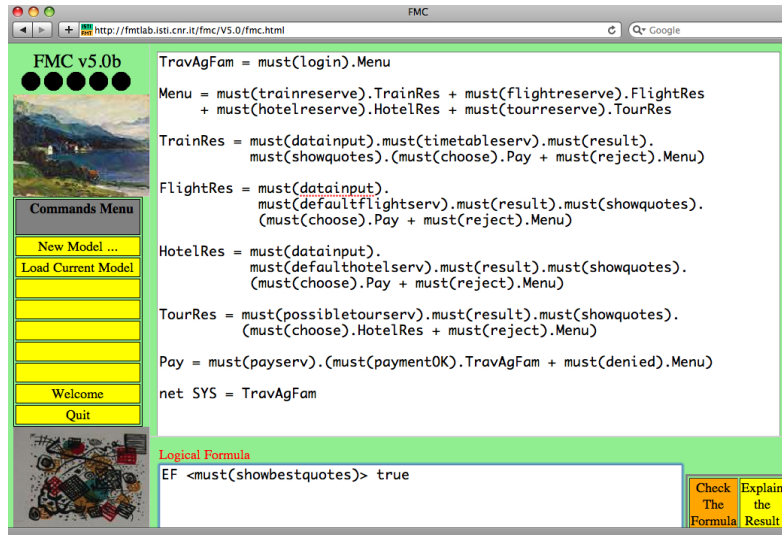 FMC
http://fmtlab.isti.cnr.it/fmc/V5.0/fmc.html
Google
FMC v5.0b
Commands Menu
New Model ...
Load Current Model
Welcome
Quit
TravAgFam = must(login).Menu
Menu = must(trainreserve).TrainRes + must(flightreserve).FlightRes
+ must(hotelreserve).HotelRes + must(tourreserve).TourRes
TrainRes = must(datainput).must(timetableserv).must(result).
must(showquotes).(must(choose).Pay + must(reject).Menu)
FlightRes = must(datainput).
must(defaultflightserv).must(result).must(showquotes).
(must(choose).Pay + must(reject).Menu)
HotelRes = must(datainput).
must(defaulthotelserv).must(result).must(showquotes).
(must(choose).Pay + must(reject).Menu)
TourRes = must(possibletourserv).must(result).must(showquotes).
(must(choose).HotelRes + must(reject).Menu)
Pay = must(payserv).(must(paymentOK).TravAgFam + must(denied).Menu)
net SYS = TravAgFam
Logical Formula
EF <must(showbestquotes)> true
Check
The
Formula
Explain
the
Result